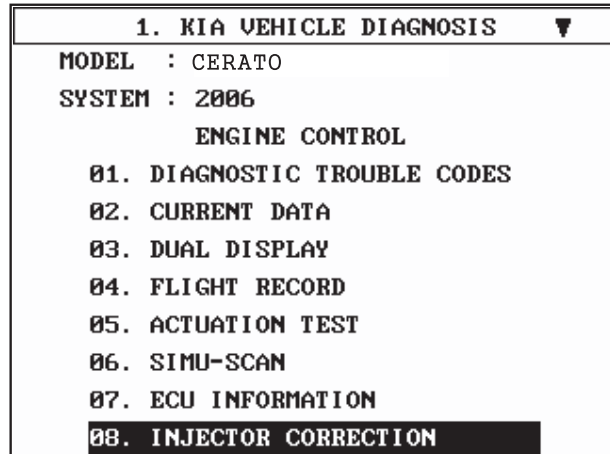 1. KIA VEHICLE DIAGNOSIS ▼
MODEL : CERATO
SYSTEM : 2006
ENGINE CONTROL
01. DIAGNOSTIC TROUBLE CODES
02. CURRENT DATA
03. DUAL DISPLAY
04. FLIGHT RECORD
05. ACTUATION TEST
06. SIMU-SCAN
07. ECU INFORMATION
08. INJECTOR CORRECTION